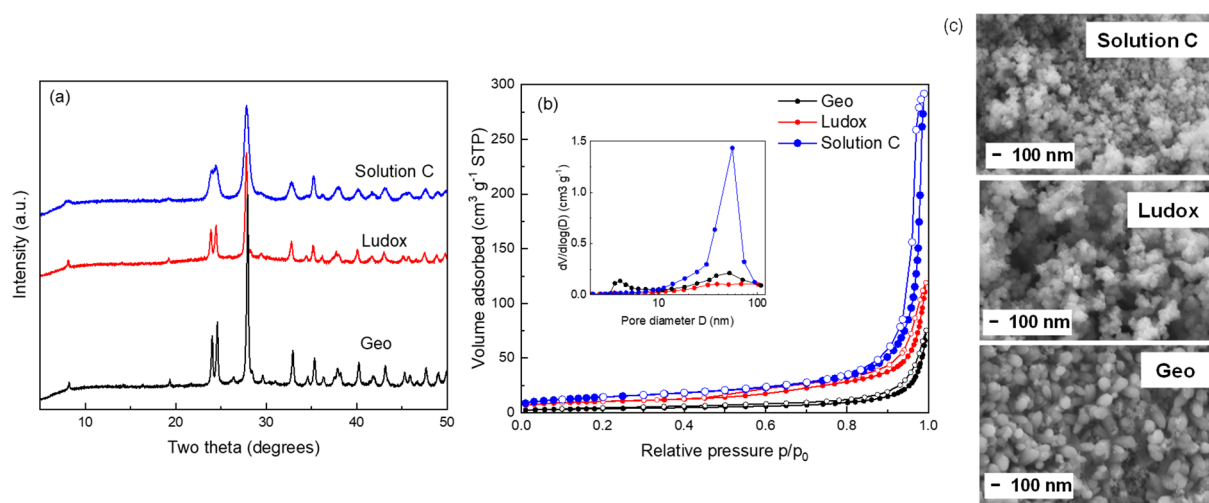 (a)
Solution C
Ludox
Geo
Intensity (a.u.)
10
20
30
40
50
Two theta (degrees)
(b)
Geo
Ludox
Solution C
300
250
200
150
100
50
0
Volume adsorbed (cm³ g⁻¹ STP)
0.0
0.2
0.4
0.6
0.8
1.0
Relative pressure p/p₀
1.5
1.0
0.5
0.0
dV/dlog(D) (cm3 g⁻¹)
10
100
Pore diameter D (nm)
(c)
Solution C
100 nm
Ludox
100 nm
Geo
100 nm